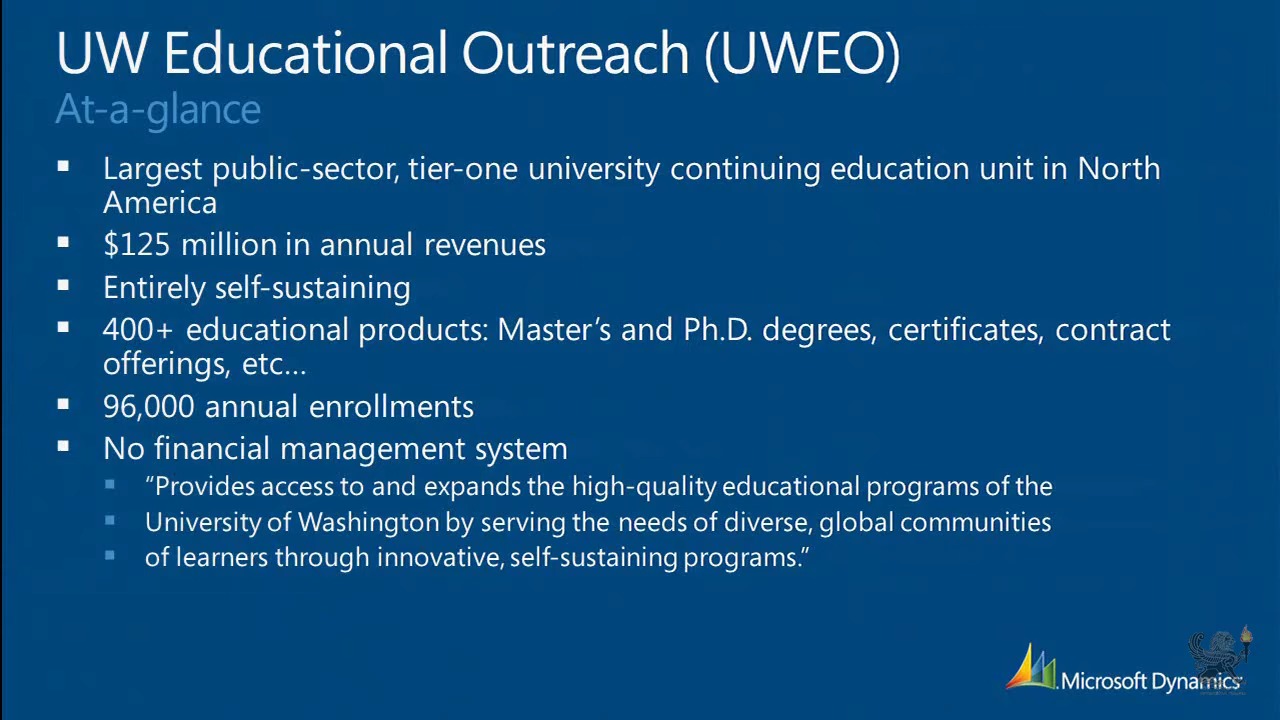 UW Educational Outreach (UWEO)
At-a-glance
Largest public-sector, tier-one university continuing education unit in North
America
$125 million in annual revenues
Entirely self-sustaining
400+ educational products: Master’s and Ph.D. degrees, certificates, contract
offerings, etc…
96,000 annual enrollments
No financial management system
“Provides access to and expands the high-quality educational programs of the
University of Washington by serving the needs of diverse, global communities
of learners through innovative, self-sustaining programs.”
Microsoft Dynamics